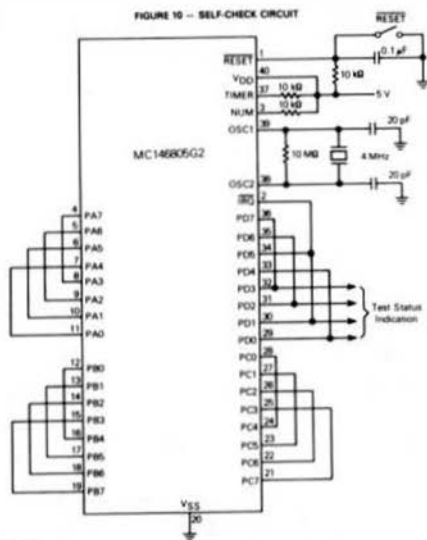 FIGURE 10 -- SELF-CHECK CIRCUIT
RESET
1
RESET
0.1 µF
40
VDD
10 kΩ
37
TIMER
10 kΩ
5 V
3
NUM
10 kΩ
39
OSC1
20 pF
MC146805G2
10 MΩ
4 MHz
38
OSC2
20 pF
2
IRQ
4
PA7
36
PD7
5
PA6
35
PD6
6
PA5
34
PD5
7
PA4
33
PD4
8
PA3
32
PD3
9
PA2
31
PD2
10
PA1
30
PD1
11
PA0
29
PD0
Test Status
Indication
12
PB0
28
PC0
13
PB1
27
PC1
14
PB2
26
PC2
15
PB3
25
PC3
16
PB4
24
PC4
17
PB5
23
PC5
18
PB6
22
PC6
19
PB7
21
PC7
VSS
20